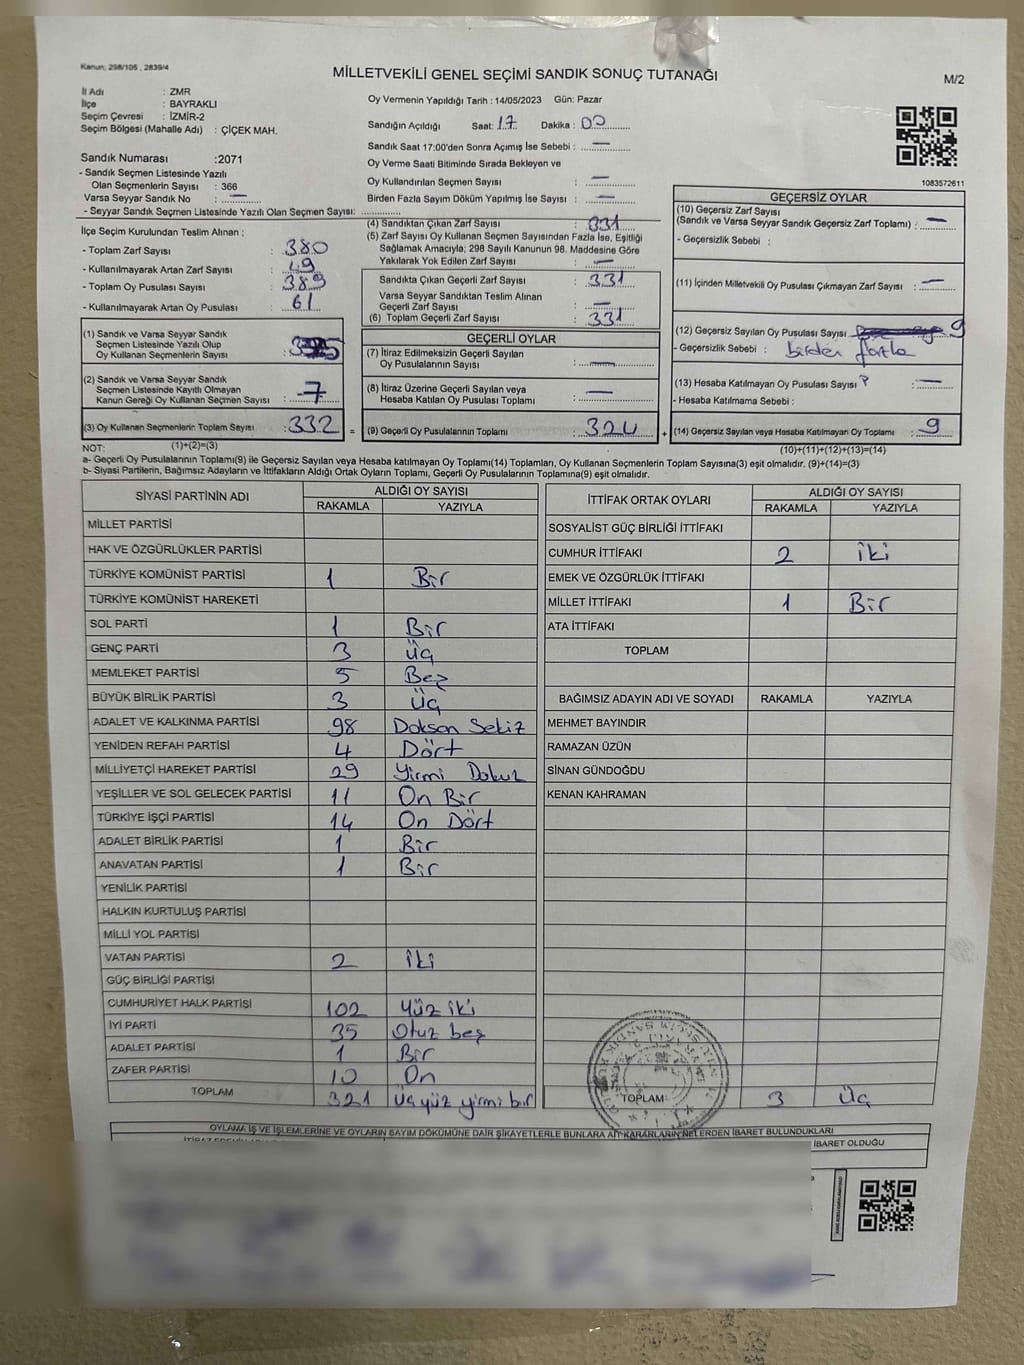 Kanun; 298/105 , 2839/4
MİLLETVEKİLİ GENEL SEÇİMİ SANDIK SONUÇ TUTANAĞI
M/2
İl Adı : ZMR
İlçe : BAYRAKLI
Seçim Çevresi : İZMİR-2
Seçim Bölgesi (Mahalle Adı) : ÇİÇEK MAH.
Oy Vermenin Yapıldığı Tarih : 14/05/2023 Gün: Pazar
Sandığın Açıldığı Saat: 17 Dakika : 00
Sandık Saat 17:00'den Sonra Açımış İse Sebebi : —
Oy Verme Saati Bitiminde Sırada Bekleyen ve
Oy Kullandırılan Seçmen Sayısı : —
Birden Fazla Sayım Döküm Yapılmış İse Sayısı : —
1083572611
Sandık Numarası :2071
- Sandık Seçmen Listesinde Yazılı
Olan Seçmenlerin Sayısı : 366
Varsa Seyyar Sandık No : —
- Seyyar Sandık Seçmen Listesinde Yazılı Olan Seçmen Sayısı:
İlçe Seçim Kurulundan Teslim Alınan ;
- Toplam Zarf Sayısı : 380
- Kullanılmayarak Artan Zarf Sayısı : 49
- Toplam Oy Pusulası Sayısı : 389
- Kullanılmayarak Artan Oy Pusulası : 61
(4) Sandıktan Çıkan Zarf Sayısı : 331
(5) Zarf Sayısı Oy Kullanan Seçmen Sayısından Fazla İse, Eşitliği
Sağlamak Amacıyla; 298 Sayılı Kanunun 98. Maddesine Göre
Yakılarak Yok Edilen Zarf Sayısı : —
Sandıkta Çıkan Geçerli Zarf Sayısı : 331
Varsa Seyyar Sandıktan Teslim Alınan
Geçerli Zarf Sayısı : —
(6) Toplam Geçerli Zarf Sayısı : 331
GEÇERSİZ OYLAR
(10) Geçersiz Zarf Sayısı
(Sandık ve Varsa Seyyar Sandık Geçersiz Zarf Toplamı) : —
- Geçersizlik Sebebi :
(11) İçinden Milletvekili Oy Pusulası Çıkmayan Zarf Sayısı : —
(12) Geçersiz Sayılan Oy Pusulası Sayısı 9
- Geçersizlik Sebebi : birden fazla
(13) Hesaba Katılmayan Oy Pusulası Sayısı : —
- Hesaba Katılmama Sebebi :
(14) Geçersiz Sayılan veya Hesaba Katılmayan Oy Toplamı : 9
(1) Sandık ve Varsa Seyyar Sandık
Seçmen Listesinde Yazılı Olup
Oy Kullanan Seçmenlerin Sayısı :
(2) Sandık ve Varsa Seyyar Sandık
Seçmen Listesinde Kayıtlı Olmayan
Kanun Gereği Oy Kullanan Seçmen Sayısı : 7
(3) Oy Kullanan Seçmenlerin Toplam Sayısı : 332 =
GEÇERLİ OYLAR
(7) İtiraz Edilmeksizin Geçerli Sayılan
Oy Pusulalarının Sayısı : —
(8) İtiraz Üzerine Geçerli Sayılan veya
Hesaba Katılan Oy Pusulası Toplamı : —
(9) Geçerli Oy Pusulalarının Toplamı : 324 +
NOT: (1)+(2)=(3)
(10)+(11)+(12)+(13)=(14)
a- Geçerli Oy Pusulalarının Toplamı(9) ile Geçersiz Sayılan veya Hesaba katılmayan Oy Toplamı(14) Toplamları, Oy Kullanan Seçmenlerin Toplam Sayısına(3) eşit olmalıdır. (9)+(14)=(3)
b- Siyasi Partilerin, Bağımsız Adayların ve İttifakların Aldığı Ortak Oyların Toplamı, Geçerli Oy Pusulalarının Toplamına(9) eşit olmalıdır.
SİYASİ PARTİNİN ADI ALDIĞI OY SAYISI
RAKAMLA YAZIYLA
MİLLET PARTİSİ
HAK VE ÖZGÜRLÜKLER PARTİSİ
TÜRKİYE KOMÜNİST PARTİSİ 1 Bir
TÜRKİYE KOMÜNİST HAREKETİ
SOL PARTİ 1 Bir
GENÇ PARTİ 3 Üç
MEMLEKET PARTİSİ 5 Beş
BÜYÜK BİRLİK PARTİSİ 3 Üç
ADALET VE KALKINMA PARTİSİ 98 Doksan Sekiz
YENİDEN REFAH PARTİSİ 4 Dört
MİLLİYETÇİ HAREKET PARTİSİ 29 Yirmi Dokuz
YEŞİLLER VE SOL GELECEK PARTİSİ 11 On Bir
TÜRKİYE İŞÇİ PARTİSİ 14 On Dört
ADALET BİRLİK PARTİSİ 1 Bir
ANAVATAN PARTİSİ 1 Bir
YENİLİK PARTİSİ
HALKIN KURTULUŞ PARTİSİ
MİLLİ YOL PARTİSİ
VATAN PARTİSİ 2 İki
GÜÇ BİRLİĞİ PARTİSİ
CUMHURİYET HALK PARTİSİ 102 Yüz iki
İYİ PARTİ 35 Otuz beş
ADALET PARTİSİ 1 Bir
ZAFER PARTİSİ 10 On
TOPLAM 321 Üçyüz yirmi bir
İTTİFAK ORTAK OYLARI ALDIĞI OY SAYISI
RAKAMLA YAZIYLA
SOSYALİST GÜÇ BİRLİĞİ İTTİFAKI
CUMHUR İTTİFAKI 2 İki
EMEK VE ÖZGÜRLÜK İTTİFAKI
MİLLET İTTİFAKI 1 Bir
ATA İTTİFAKI
TOPLAM
BAĞIMSIZ ADAYIN ADI VE SOYADI RAKAMLA YAZIYLA
MEHMET BAYINDIR
RAMAZAN ÜZÜN
SİNAN GÜNDOĞDU
KENAN KAHRAMAN
TOPLAM 3 Üç
OYLAMA İŞ VE İŞLEMLERİNE VE OYLARIN SAYIM DÖKÜMÜNE DAİR ŞİKAYETLERLE BUNLARA AİT KARARLARIN NELERDEN İBARET BULUNDUKLARI
İBARET OLDUĞU